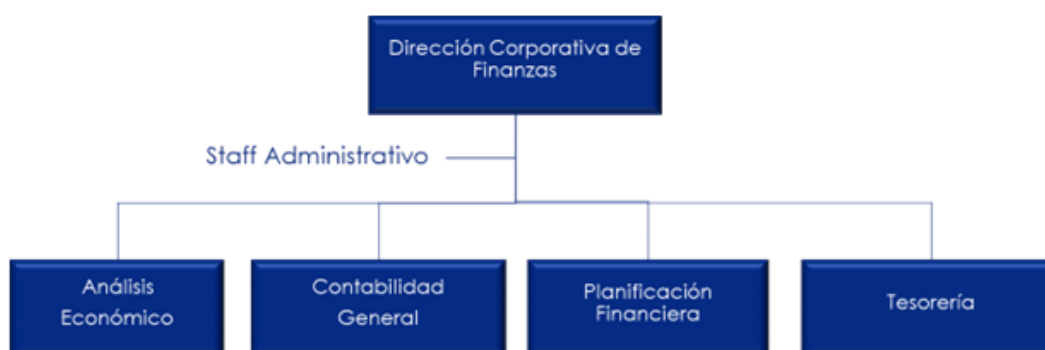 Dirección Corporativa de
Finanzas
Staff Administrativo
Análisis
Económico
Contabilidad
General
Planificación
Financiera
Tesorería